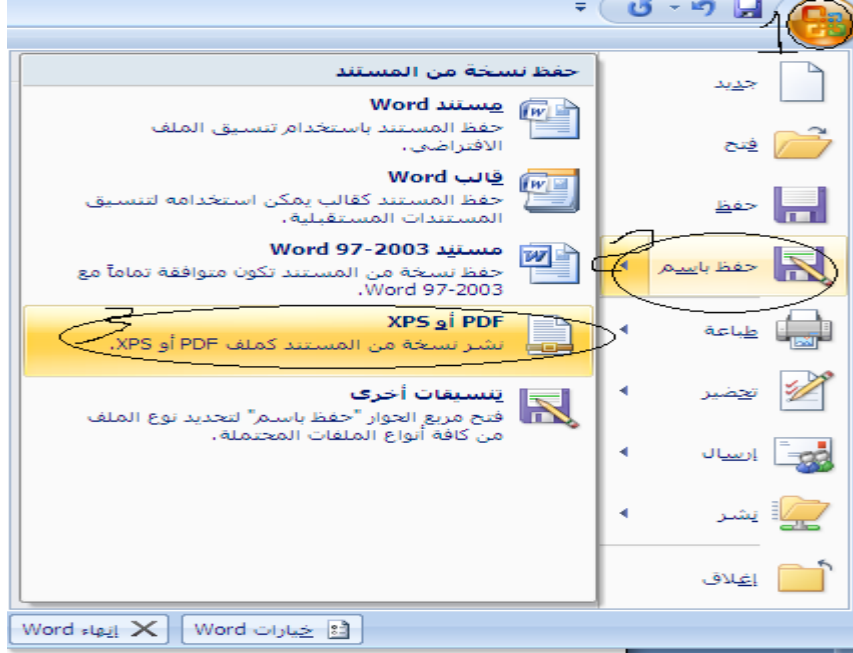 1
جديد
فتح
حفظ
حفظ باسم
طباعة
تحضير
إرسال
نشر
إغلاق
حفظ نسخة من المستند
مستند Word
حفظ المستند باستخدام تنسيق الملف
الافتراضي.
قالب Word
حفظ المستند كقالب يمكن استخدامه لتنسيق
المستندات المستقبلية.
مستند Word 97-2003
حفظ نسخة من المستند تكون متوافقة تماماً مع
Word 97-2003.
PDF أو XPS
نشر نسخة من المستند كملف PDF أو XPS.
تنسيقات أخرى
فتح مربع الحوار "حفظ باسم" لتحديد نوع الملف
من كافة أنواع الملفات المحتملة.
خيارات Word
إنهاء Word